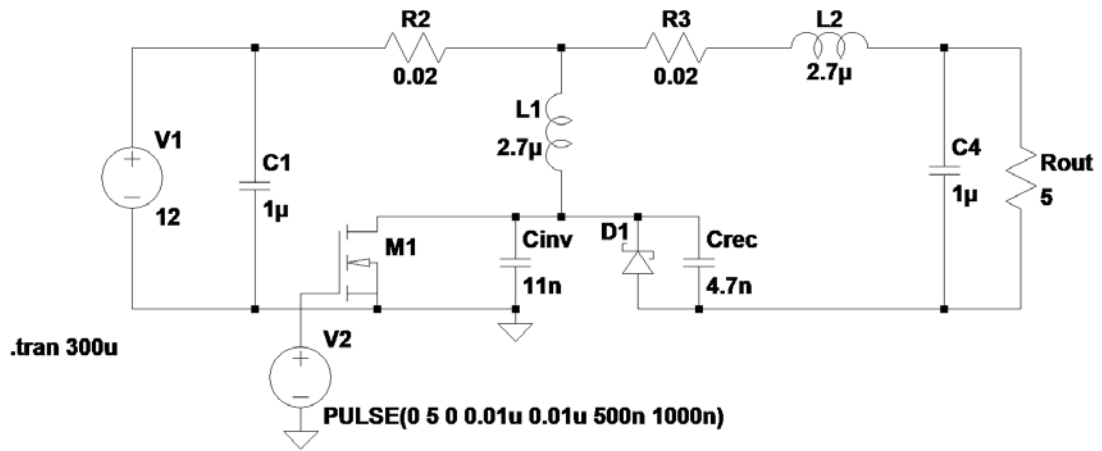 R2
0.02
R3
0.02
L2
2.7µ
L1
2.7µ
V1
+
−
12
C1
1µ
C4
1µ
Rout
5
M1
Cinv
11n
D1
Crec
4.7n
.tran 300u
V2
+
−
PULSE(0 5 0 0.01u 0.01u 500n 1000n)